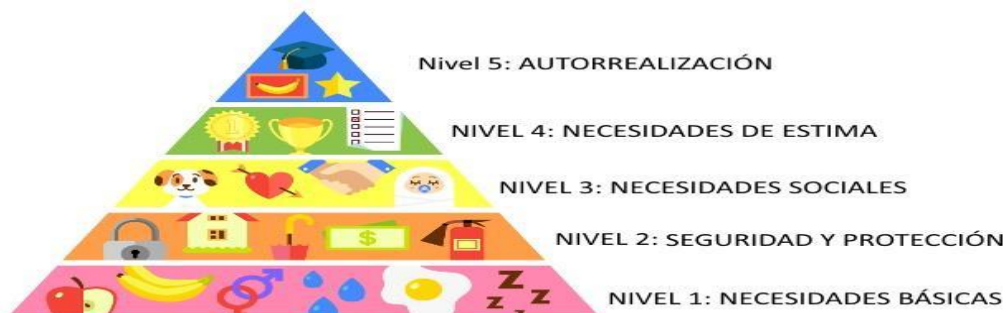 Nivel 5: AUTORREALIZACIÓN
1
NIVEL 4: NECESIDADES DE ESTIMA
NIVEL 3: NECESIDADES SOCIALES
$
NIVEL 2: SEGURIDAD Y PROTECCIÓN
Z Z Z Z
NIVEL 1: NECESIDADES BÁSICAS